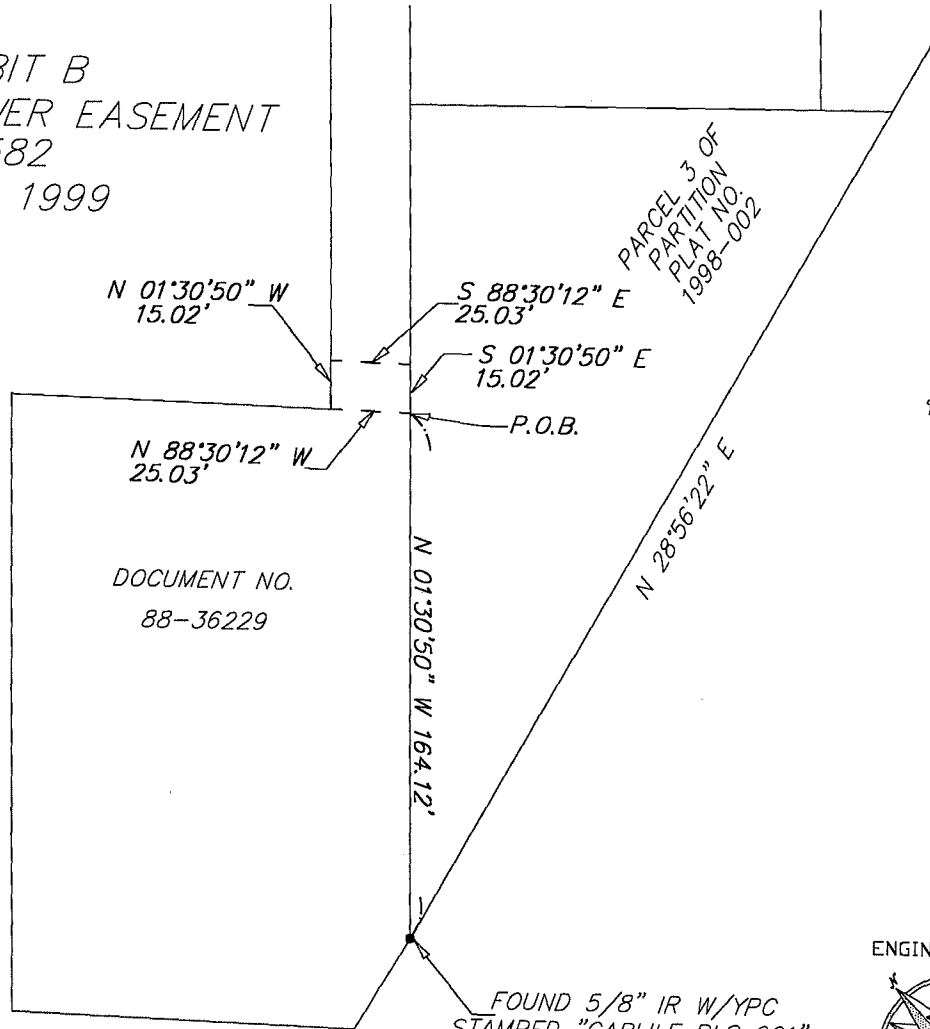 BIT B
VER EASEMENT
582
1999
PARCEL 3 OF
PARTITION
PLAT NO.
1998-002
N 01°30'50" W
15.02'
S 88°30'12" E
25.03'
S 01°30'50" E
15.02'
P.O.B.
N 88°30'12" W
25.03'
N 28°56'22" E
DOCUMENT NO.
88-36229
N 01°30'50" W 164.12'
ENGIN
N
FOUND 5/8" IR W/YPC
STAMPED